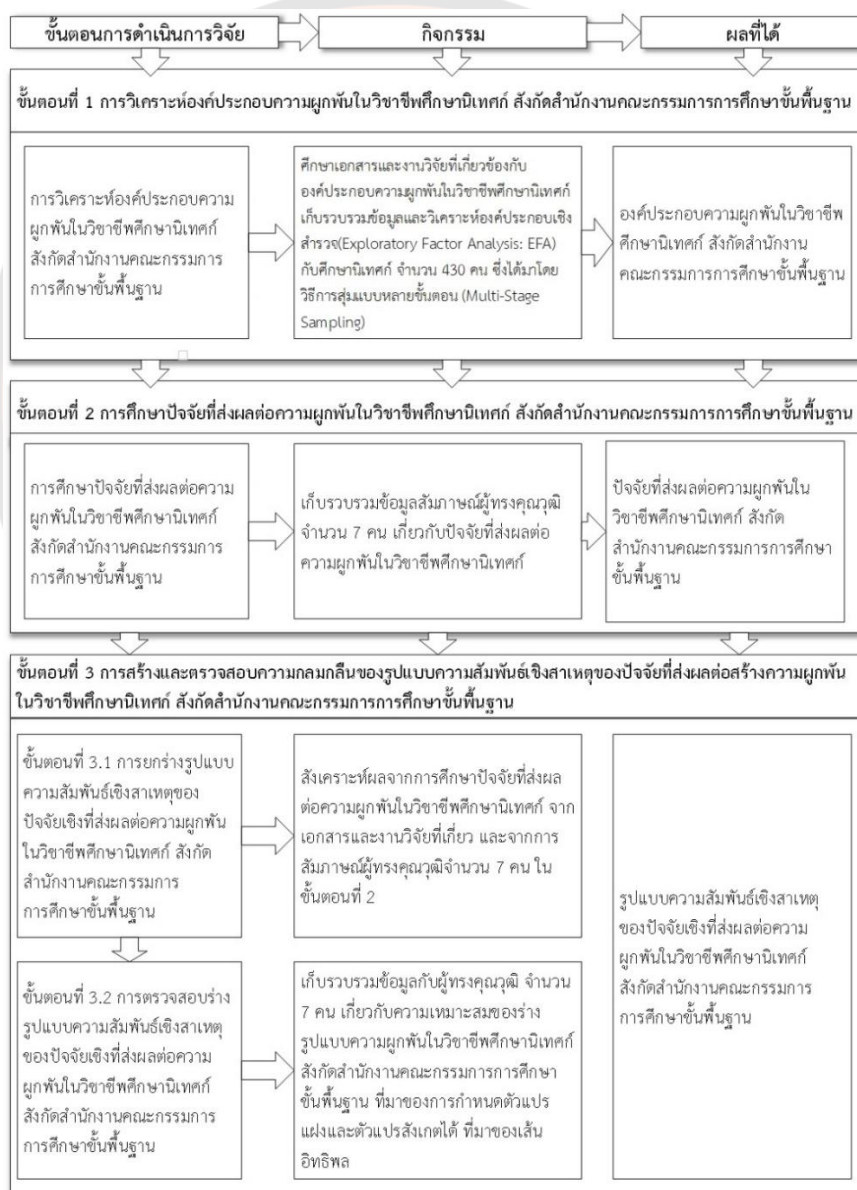 ขั้นตอนการดำเนินการวิจัย
กิจกรรม
ผลที่ได้
ขั้นตอนที่ 1 การวิเคราะห์องค์ประกอบความผูกพันในวิชาชีพศึกษานิเทศก์ สังกัดสำนักงานคณะกรรมการการศึกษาขั้นพื้นฐาน
การวิเคราะห์องค์ประกอบความ
ผูกพันในวิชาชีพศึกษานิเทศก์
สังกัดสำนักงานคณะกรรมการ
การศึกษาขั้นพื้นฐาน
ศึกษาเอกสารและงานวิจัยที่เกี่ยวข้องกับ
องค์ประกอบความผูกพันในวิชาชีพศึกษานิเทศก์
เก็บรวบรวมข้อมูลและวิเคราะห์องค์ประกอบเชิง
สำรวจ(Exploratory Factor Analysis: EFA)
กับศึกษานิเทศก์ จำนวน 430 คน ซึ่งได้มาโดย
วิธีการสุ่มแบบหลายขั้นตอน (Multi-Stage
Sampling)
องค์ประกอบความผูกพันในวิชาชีพ
ศึกษานิเทศก์ สังกัดสำนักงาน
คณะกรรมการการศึกษาขั้นพื้นฐาน
ขั้นตอนที่ 2 การศึกษาปัจจัยที่ส่งผลต่อความผูกพันในวิชาชีพศึกษานิเทศก์ สังกัดสำนักงานคณะกรรมการการศึกษาขั้นพื้นฐาน
การศึกษาปัจจัยที่ส่งผลต่อความ
ผูกพันในวิชาชีพศึกษานิเทศก์
สังกัดสำนักงานคณะกรรมการ
การศึกษาขั้นพื้นฐาน
เก็บรวบรวมข้อมูลสัมภาษณ์ผู้ทรงคุณวุฒิ
จำนวน 7 คน เกี่ยวกับปัจจัยที่ส่งผลต่อ
ความผูกพันในวิชาชีพศึกษานิเทศก์
ปัจจัยที่ส่งผลต่อความผูกพันใน
วิชาชีพศึกษานิเทศก์ สังกัด
สำนักงานคณะกรรมการการศึกษา
ขั้นพื้นฐาน
ขั้นตอนที่ 3 การสร้างและตรวจสอบความกลมกลืนของรูปแบบความสัมพันธ์เชิงสาเหตุของปัจจัยที่ส่งผลต่อสร้างความผูกพัน
ในวิชาชีพศึกษานิเทศก์ สังกัดสำนักงานคณะกรรมการการศึกษาขั้นพื้นฐาน
ขั้นตอนที่ 3.1 การยกร่างรูปแบบ
ความสัมพันธ์เชิงสาเหตุของ
ปัจจัยเชิงที่ส่งผลต่อความผูกพัน
ในวิชาชีพศึกษานิเทศก์ สังกัด
สำนักงานคณะกรรมการ
การศึกษาขั้นพื้นฐาน
สังเคราะห์ผลจากการศึกษาปัจจัยที่ส่งผล
ต่อความผูกพันในวิชาชีพศึกษานิเทศก์ จาก
เอกสารและงานวิจัยที่เกี่ยว และจากการ
สัมภาษณ์ผู้ทรงคุณวุฒิจำนวน 7 คน ใน
ขั้นตอนที่ 2
รูปแบบความสัมพันธ์เชิงสาเหตุ
ของปัจจัยเชิงที่ส่งผลต่อความ
ผูกพันในวิชาชีพศึกษานิเทศก์
สังกัดสำนักงานคณะกรรมการ
การศึกษาขั้นพื้นฐาน
ขั้นตอนที่ 3.2 การตรวจสอบร่าง
รูปแบบความสัมพันธ์เชิงสาเหตุ
ของปัจจัยเชิงที่ส่งผลต่อความ
ผูกพันในวิชาชีพศึกษานิเทศก์
สังกัดสำนักงานคณะกรรมการ
การศึกษาขั้นพื้นฐาน
เก็บรวบรวมข้อมูลกับผู้ทรงคุณวุฒิ จำนวน
7 คน เกี่ยวกับความเหมาะสมของร่าง
รูปแบบความผูกพันในวิชาชีพศึกษานิเทศก์
สังกัดสำนักงานคณะกรรมการการศึกษา
ขั้นพื้นฐาน ที่มาของการกำหนดตัวแปร
แฝงและตัวแปรสังเกตได้ ที่มาของเส้น
อิทธิพล